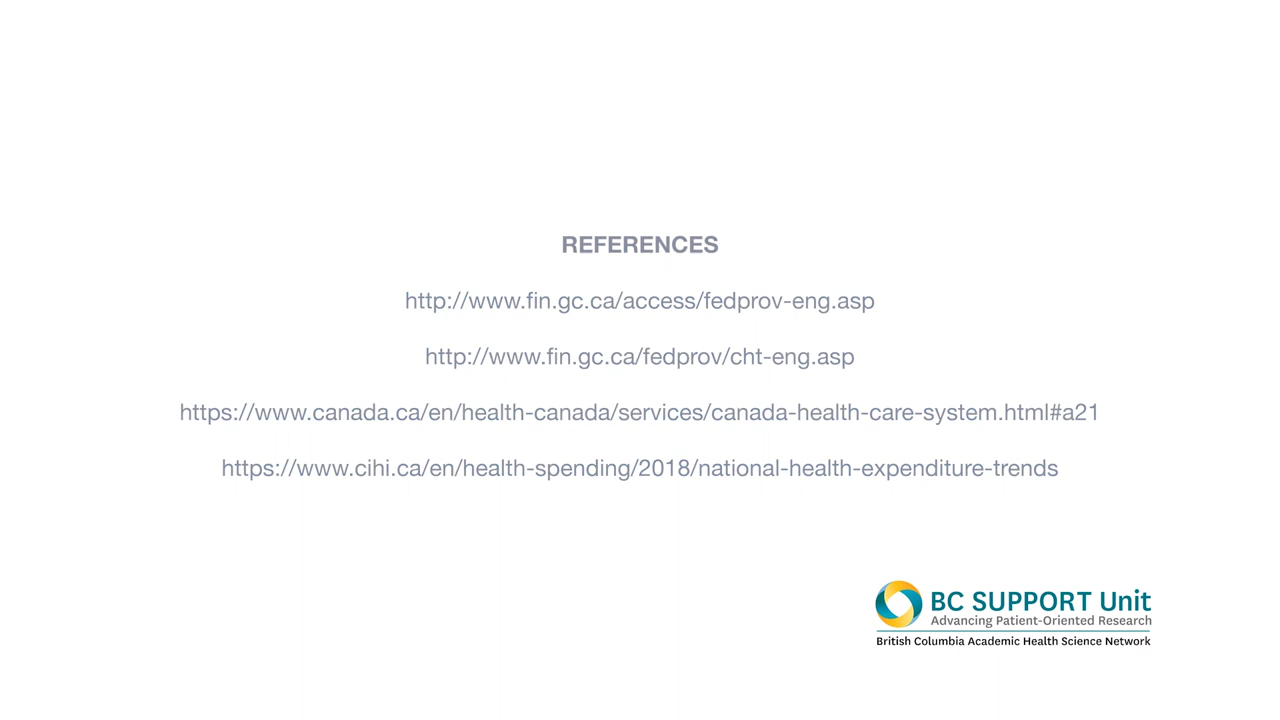 REFERENCES
http://www.fin.gc.ca/access/fedprov-eng.asp
http://www.fin.gc.ca/fedprov/cht-eng.asp
https://www.canada.ca/en/health-canada/services/canada-health-care-system.html#a21
https://www.cihi.ca/en/health-spending/2018/national-health-expenditure-trends
BC SUPPORT Unit
Advancing Patient-Oriented Research
British Columbia Academic Health Science Network